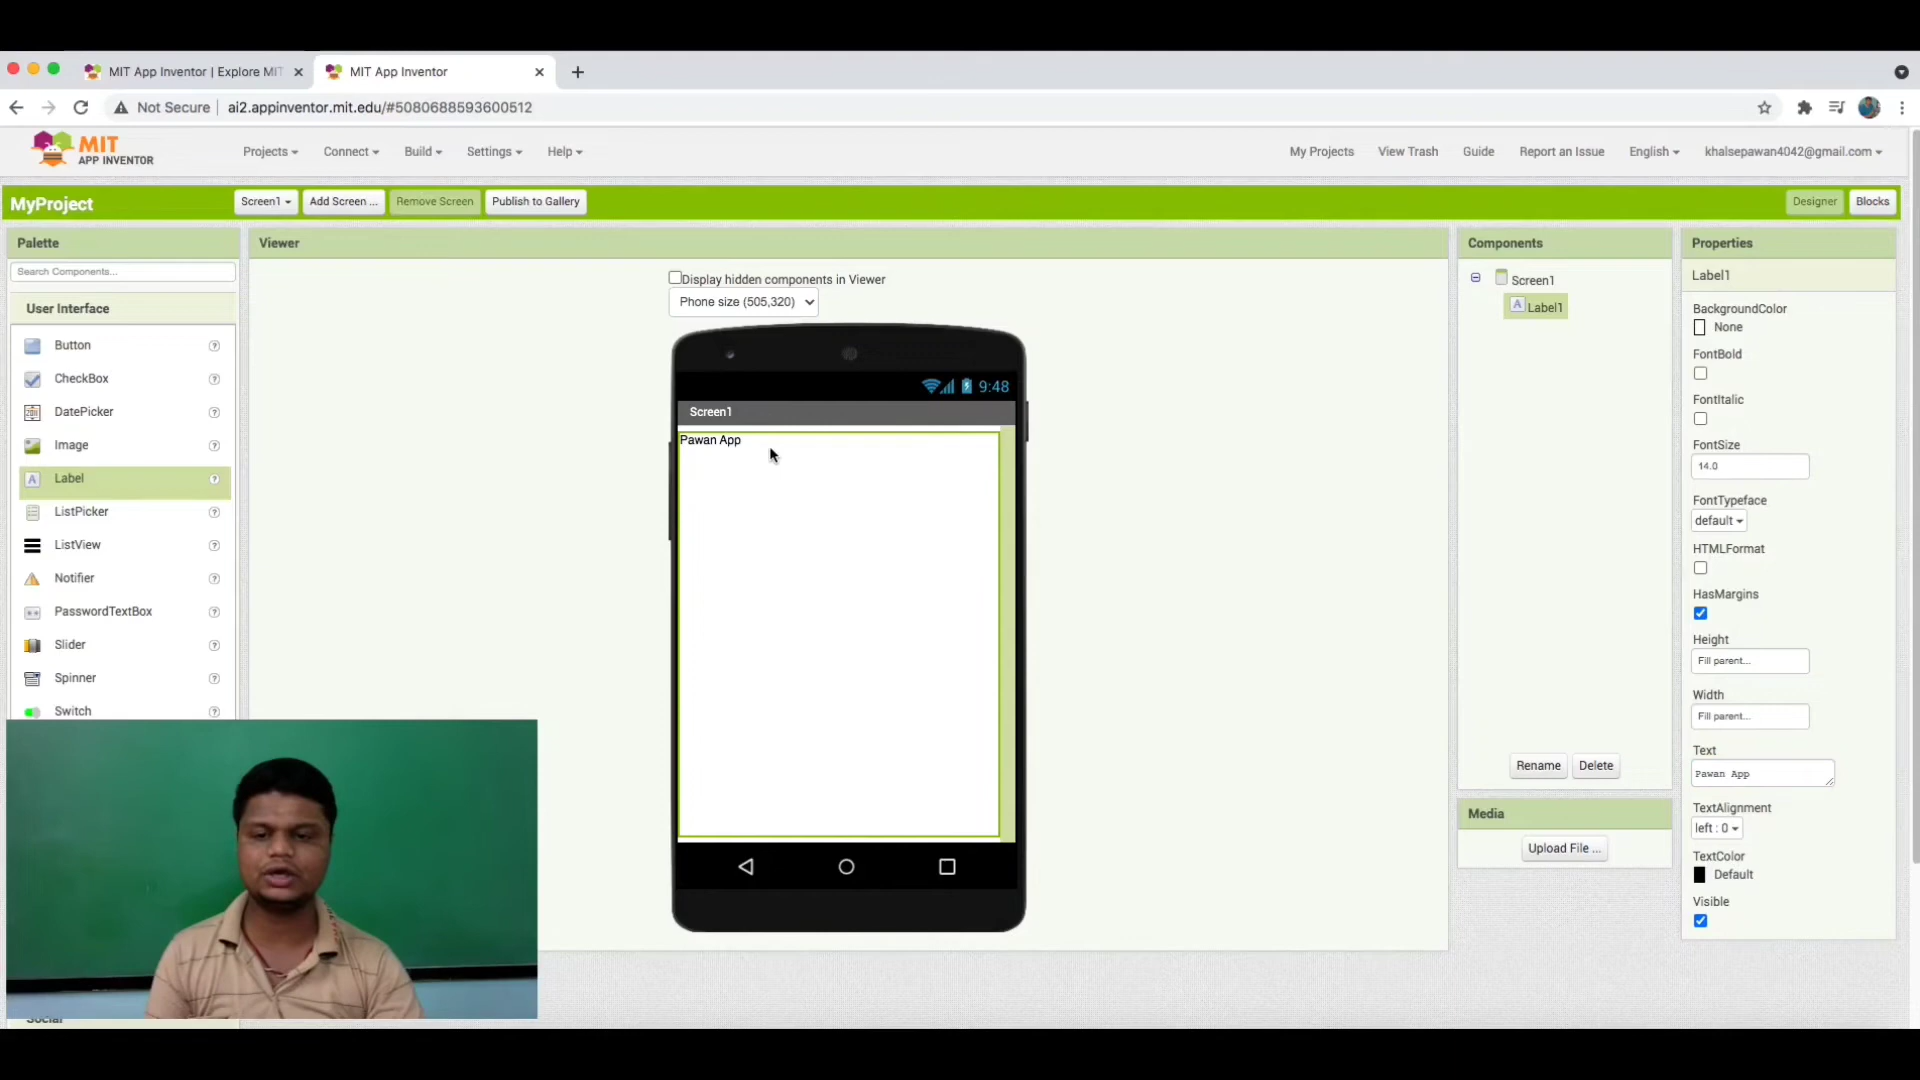 MIT App Inventor | Explore MIT
MIT App Inventor
Not Secure | ai2.appinventor.mit.edu/#5080688593600512
MIT
APP INVENTOR
Projects
Connect
Build
Settings
Help
My Projects
View Trash
Guide
Report an Issue
English
khalsepawan4042@gmail.com
MyProject
Screen1
Add Screen ...
Remove Screen
Publish to Gallery
Designer
Blocks
Palette
Search Components...
User Interface
Button
CheckBox
DatePicker
Image
Label
ListPicker
ListView
Notifier
PasswordTextBox
Slider
Spinner
Switch
Viewer
Display hidden components in Viewer
Phone size (505,320)
9:48
Screen1
Pawan App
Components
Screen1
Label1
Rename
Delete
Media
Upload File ...
Properties
Label1
BackgroundColor
None
FontBold
FontItalic
FontSize
14.0
FontTypeface
default
HTMLFormat
HasMargins
Height
Fill parent...
Width
Fill parent...
Text
Pawan App
TextAlignment
left : 0
TextColor
Default
Visible